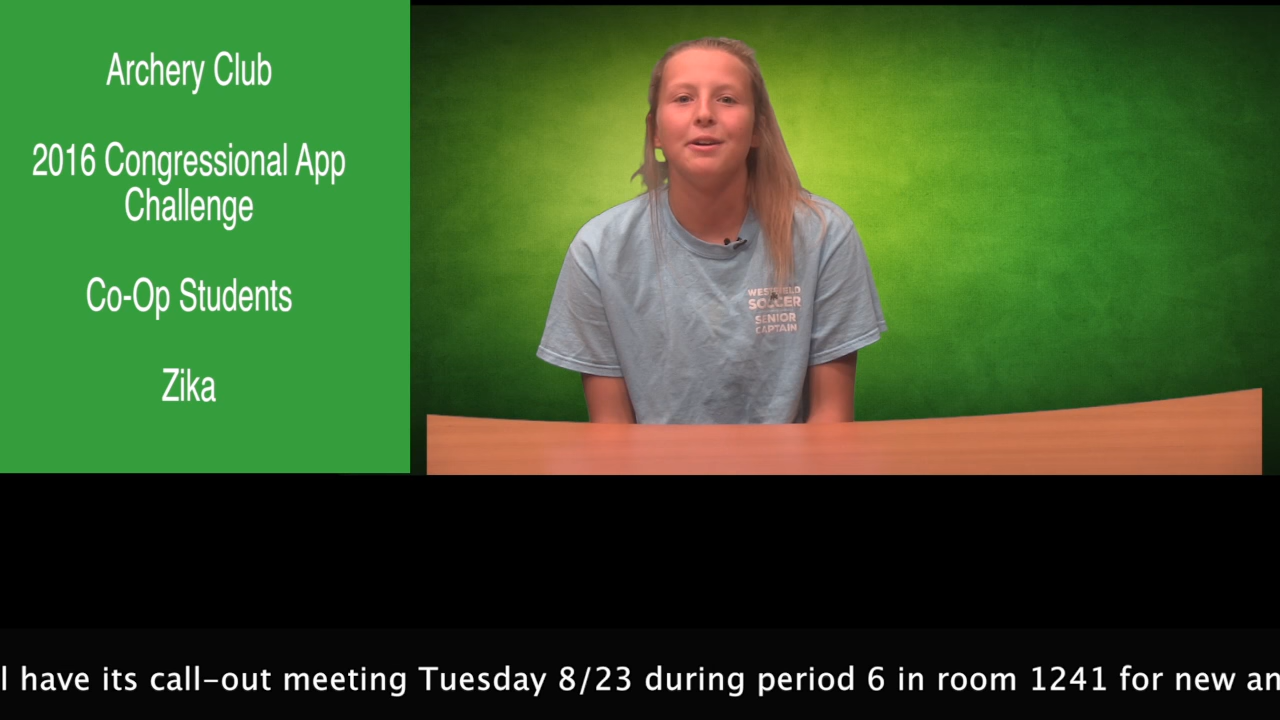 Archery Club
2016 Congressional App
Challenge
Co-Op Students
Zika
WESTFIELD
SOCCER
SENIOR
CAPTAIN
l have its call-out meeting Tuesday 8/23 during period 6 in room 1241 for new an